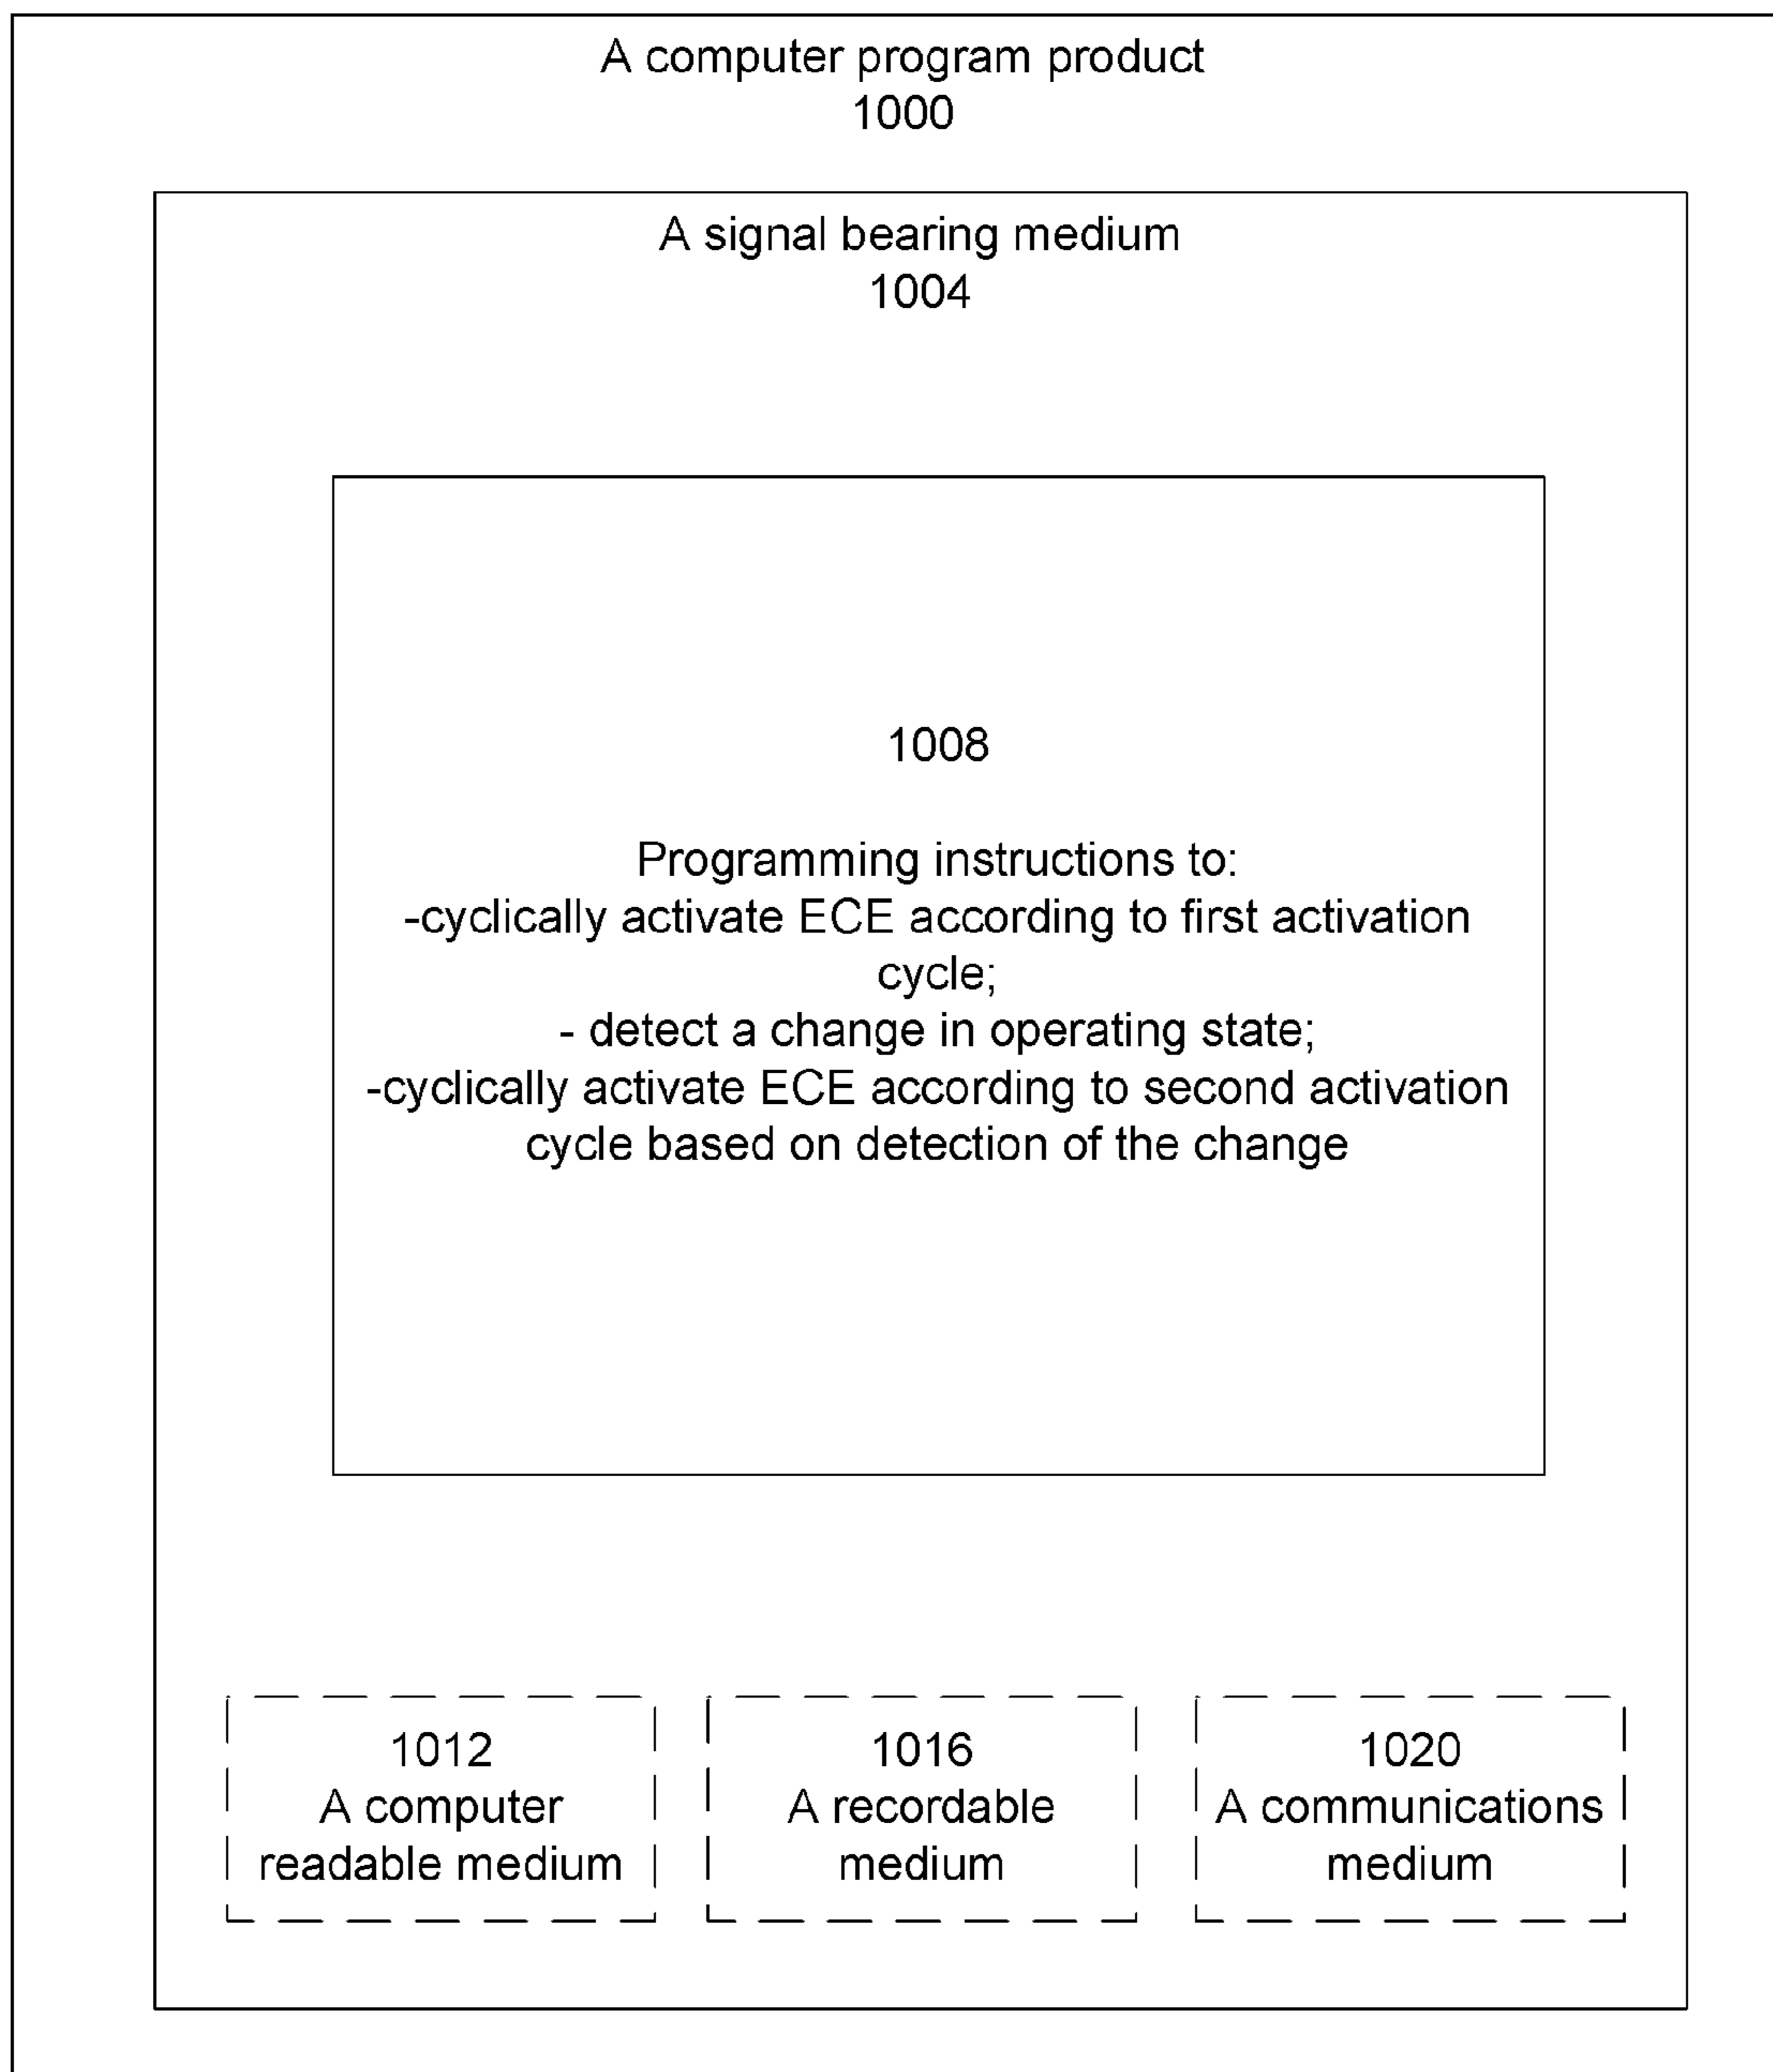 A computer program product
1000
A signal bearing medium
1004
1008
Programming instructions to:
-cyclically activate ECE according to first activation
cycle;
- detect a change in operating state;
-cyclically activate ECE according to second activation
cycle based on detection of the change
1012
A computer
readable medium
1016
A recordable
medium
1020
A communications
medium